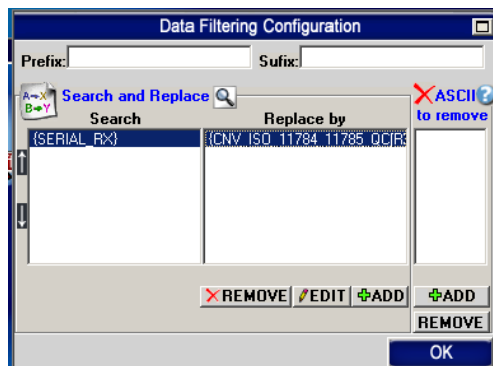 Data Filtering Configuration
Prefix: Sufix:
A→X
B→Y
Search and Replace
ASCII ?
to remove
Search Replace by
{SERIAL_RX} {CNV_ISO_11784_11785_QC[R
REMOVE EDIT ADD ADD
REMOVE
OK